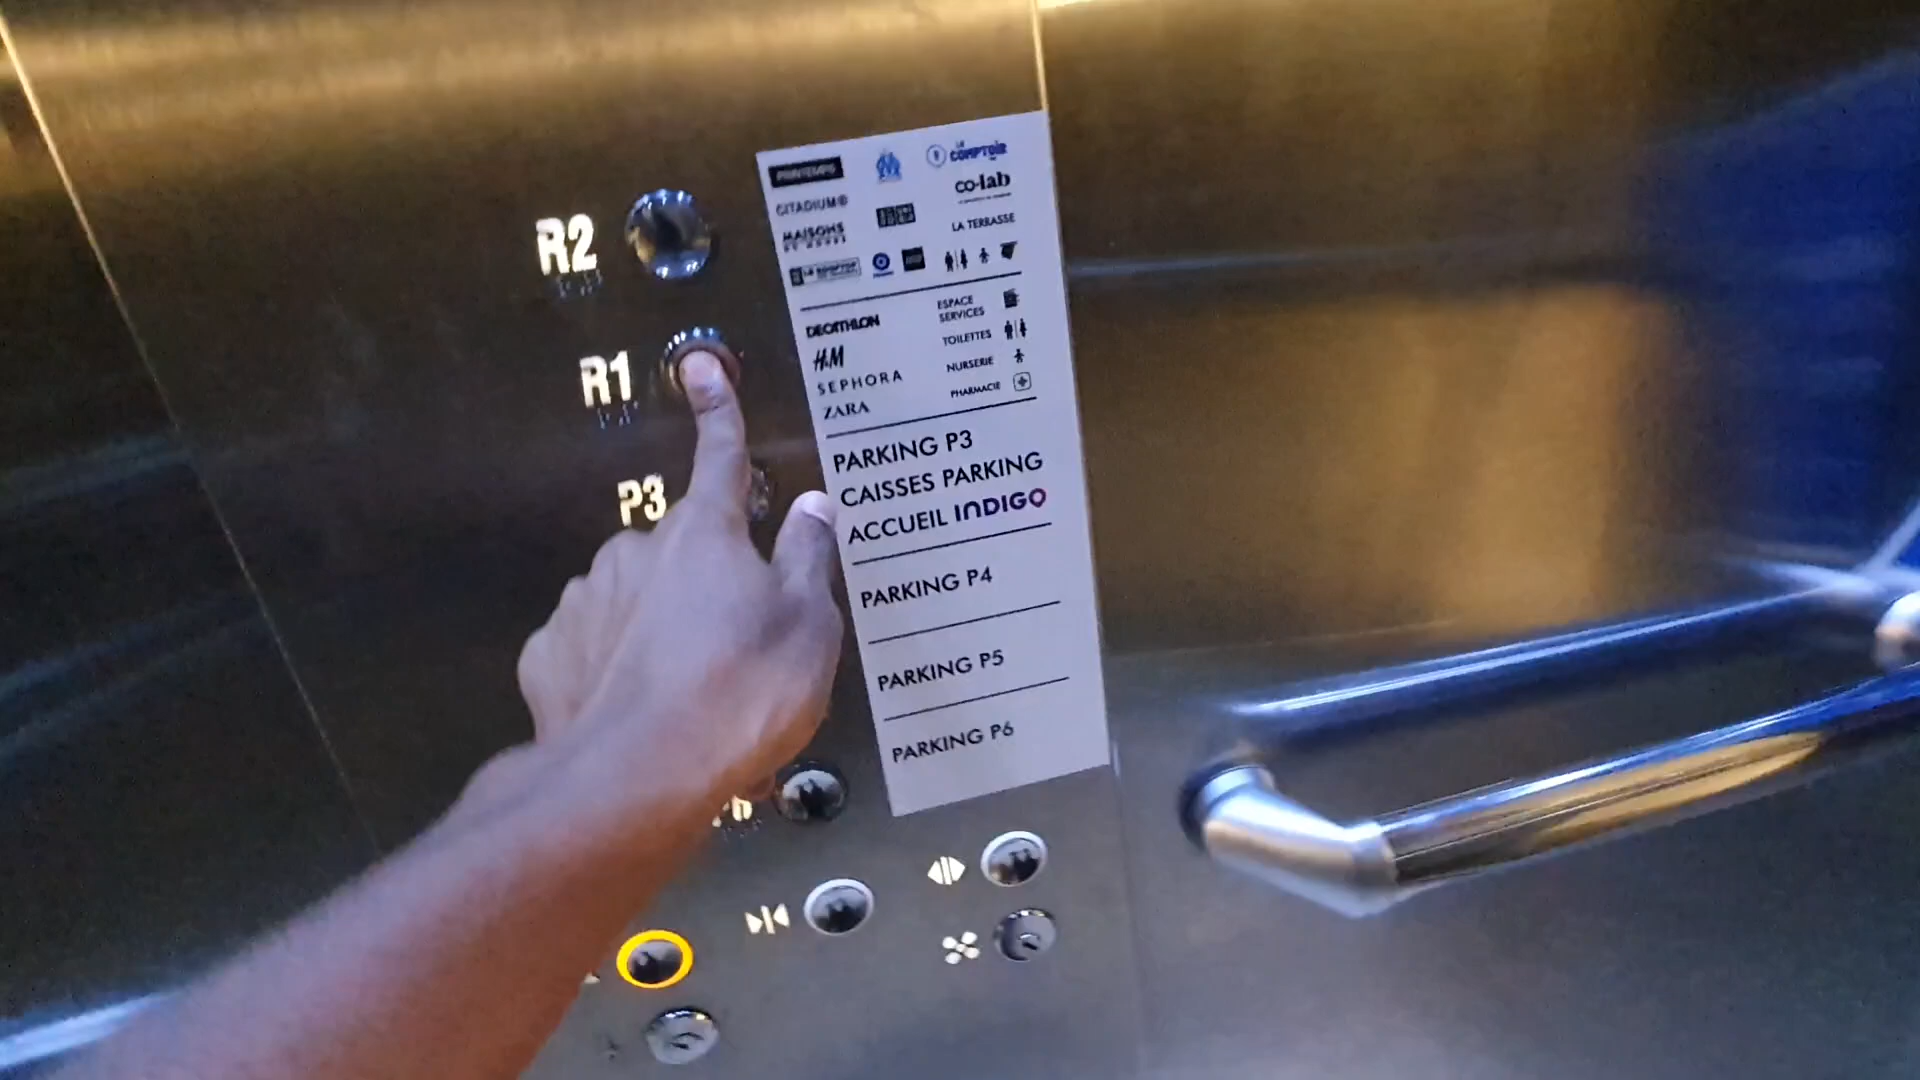 R2
R1
P3
PRINTEMPS
LE COMPTOIR
CITADIUM®
co-lab
MAISONS
DU MONDE
LA TERRASSE
DECATHLON
H&M
SEPHORA
ZARA
ESPACE
SERVICES
TOILETTES
NURSERIE
PHARMACIE
PARKING P3
CAISSES PARKING
ACCUEIL INDIGO
PARKING P4
PARKING P5
PARKING P6